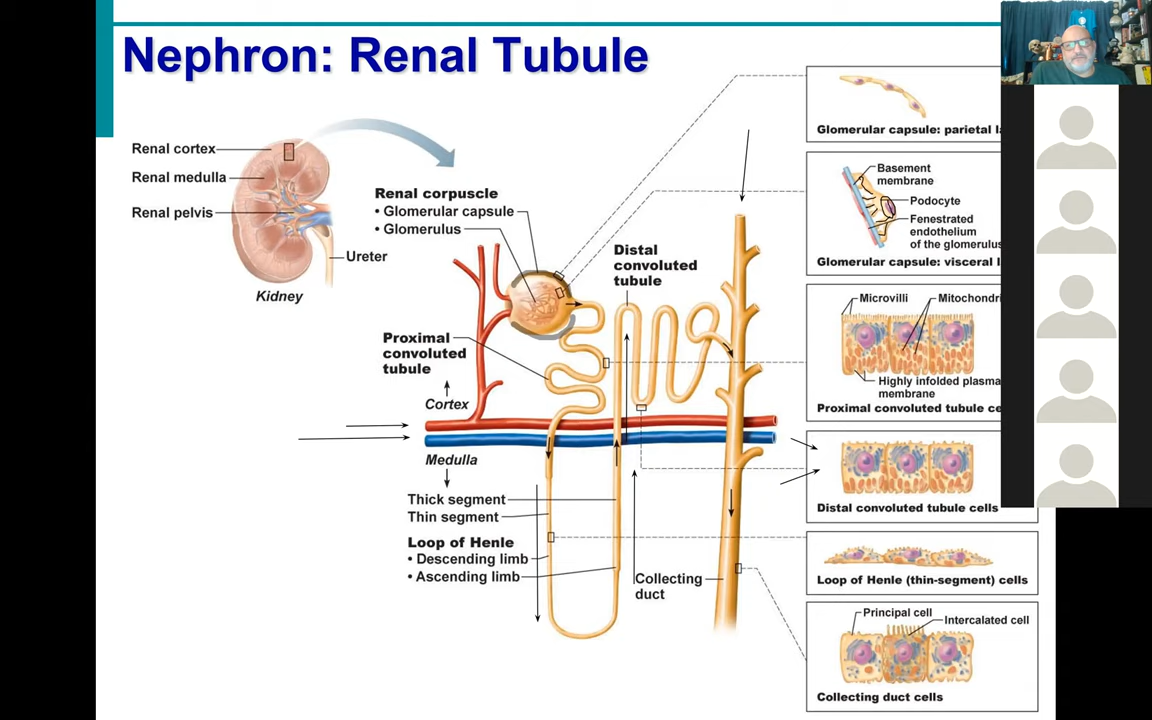 Nephron: Renal Tubule
Renal cortex
Renal medulla
Renal pelvis
Ureter
Kidney
Renal corpuscle
• Glomerular capsule
• Glomerulus
Distal
convoluted
tubule
Proximal
convoluted
tubule
Cortex
Medulla
Thick segment
Thin segment
Loop of Henle
• Descending limb
• Ascending limb
Collecting
duct
Glomerular capsule: parietal
Basement
membrane
Podocyte
Fenestrated
endothelium
of the glomerulus
Glomerular capsule: visceral
Microvilli
Mitochondri
Highly infolded plasma
membrane
Proximal convoluted tubule ce
Distal convoluted tubule cells
Loop of Henle (thin-segment) cells
Principal cell
Intercalated cell
Collecting duct cells